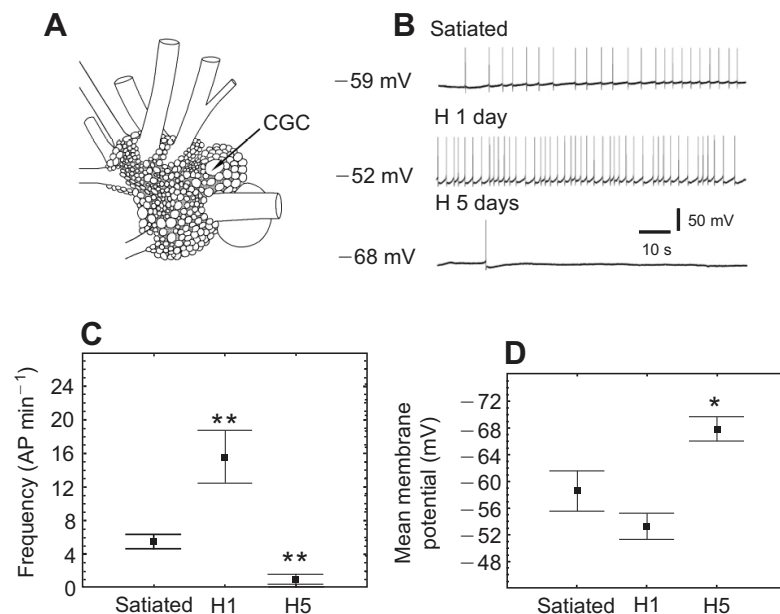 A
CGC
B
Satiated
−59 mV
H 1 day
−52 mV
H 5 days
50 mV
10 s
−68 mV
C
Frequency (AP min⁻¹)
24
20
16
12
8
4
0
**
**
Satiated H1 H5
D
Mean membrane
potential (mV)
−72
−68
−64
−60
−56
−52
−48
*
Satiated H1 H5